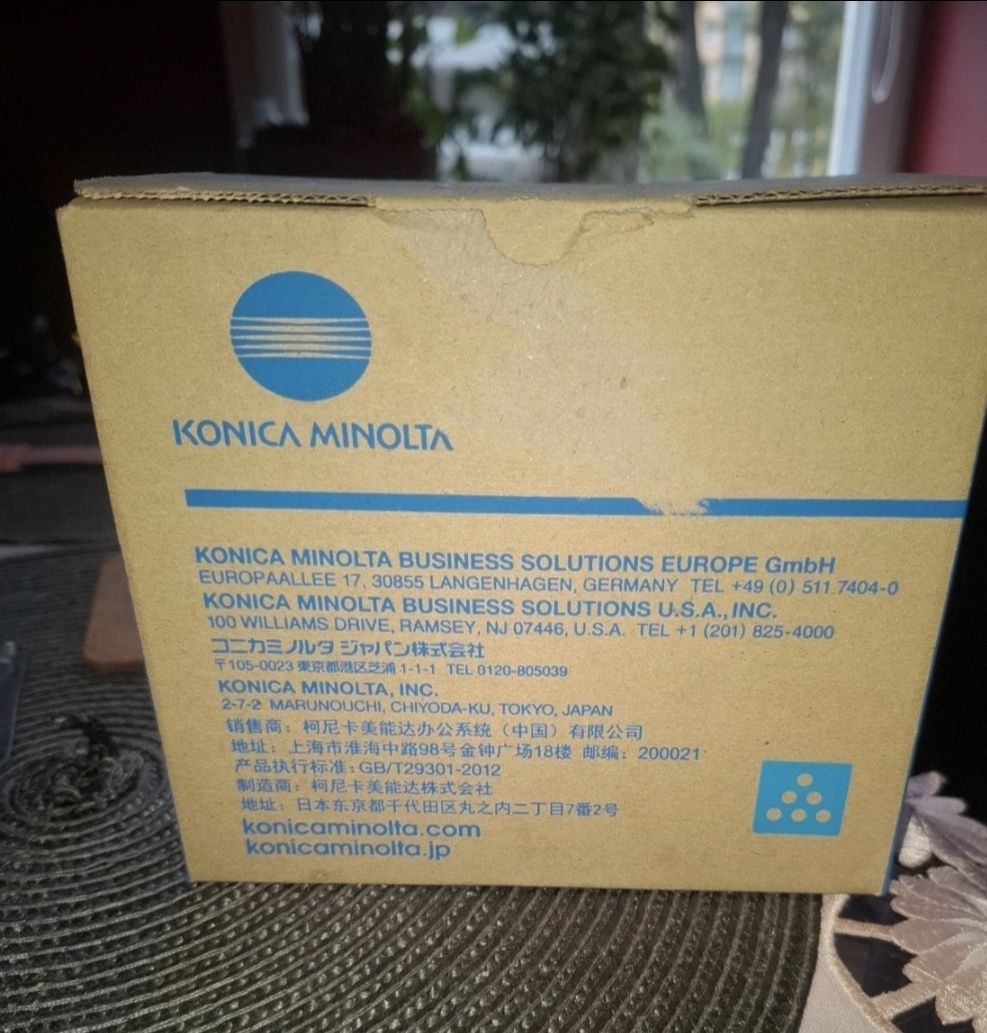 KONICA MINOLTA
KONICA MINOLTA BUSINESS SOLUTIONS EUROPE GmbH
EUROPAALLEE 17, 30855 LANGENHAGEN, GERMANY TEL +49 (0) 511 7404-0
KONICA MINOLTA BUSINESS SOLUTIONS U.S.A., INC.
100 WILLIAMS DRIVE, RAMSEY, NJ 07446, U.S.A. TEL +1 (201) 825-4000
コニカミノルタ ジャパン株式会社
〒105-0023 東京都港区芝浦 1-1-1 TEL 0120-805039
KONICA MINOLTA, INC.
2-7-2 MARUNOUCHI, CHIYODA-KU, TOKYO, JAPAN
销售商：柯尼卡美能达办公系统（中国）有限公司
地址：上海市淮海中路98号金钟广场18楼 邮编：200021
产品执行标准：GB/T29301-2012
制造商：柯尼卡美能达株式会社
地址：日本东京都千代田区丸之内二丁目7番2号
konicaminolta.com
konicaminolta.jp